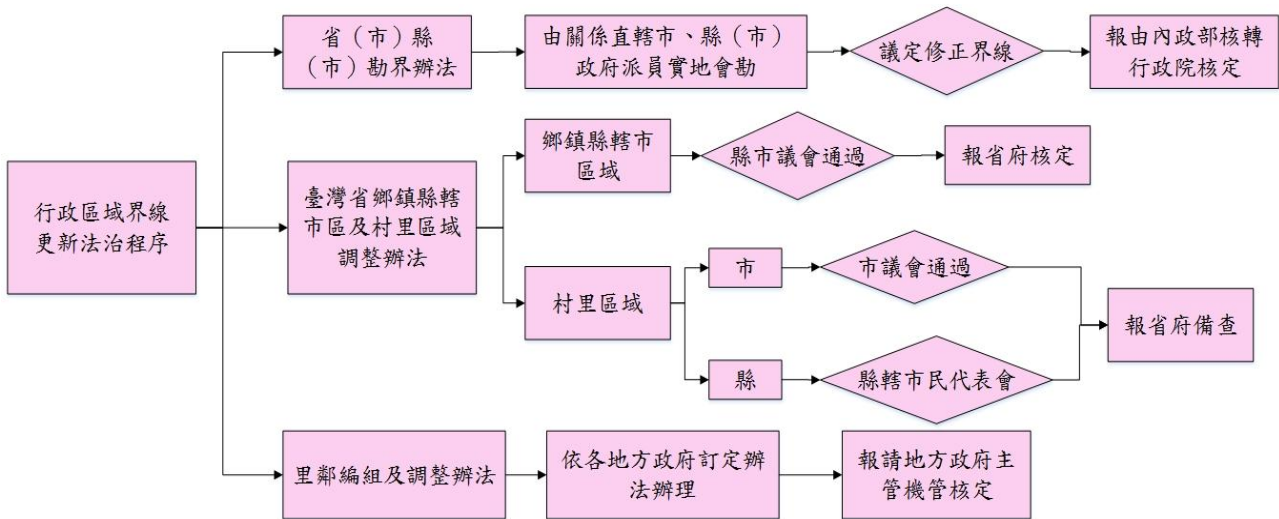 行政區域界線
更新法治程序
省（市）縣
（市）勘界辦法
由關係直轄市、縣（市）
政府派員實地會勘
議定修正界線
報由內政部核轉
行政院核定
臺灣省鄉鎮縣轄
市區及村里區域
調整辦法
鄉鎮縣轄市
區域
縣市議會通過
報省府核定
村里區域
市
市議會通過
縣
縣轄市民代表會
報省府備查
里鄰編組及調整辦法
依各地方政府訂定辦
法辦理
報請地方政府主
管機管核定